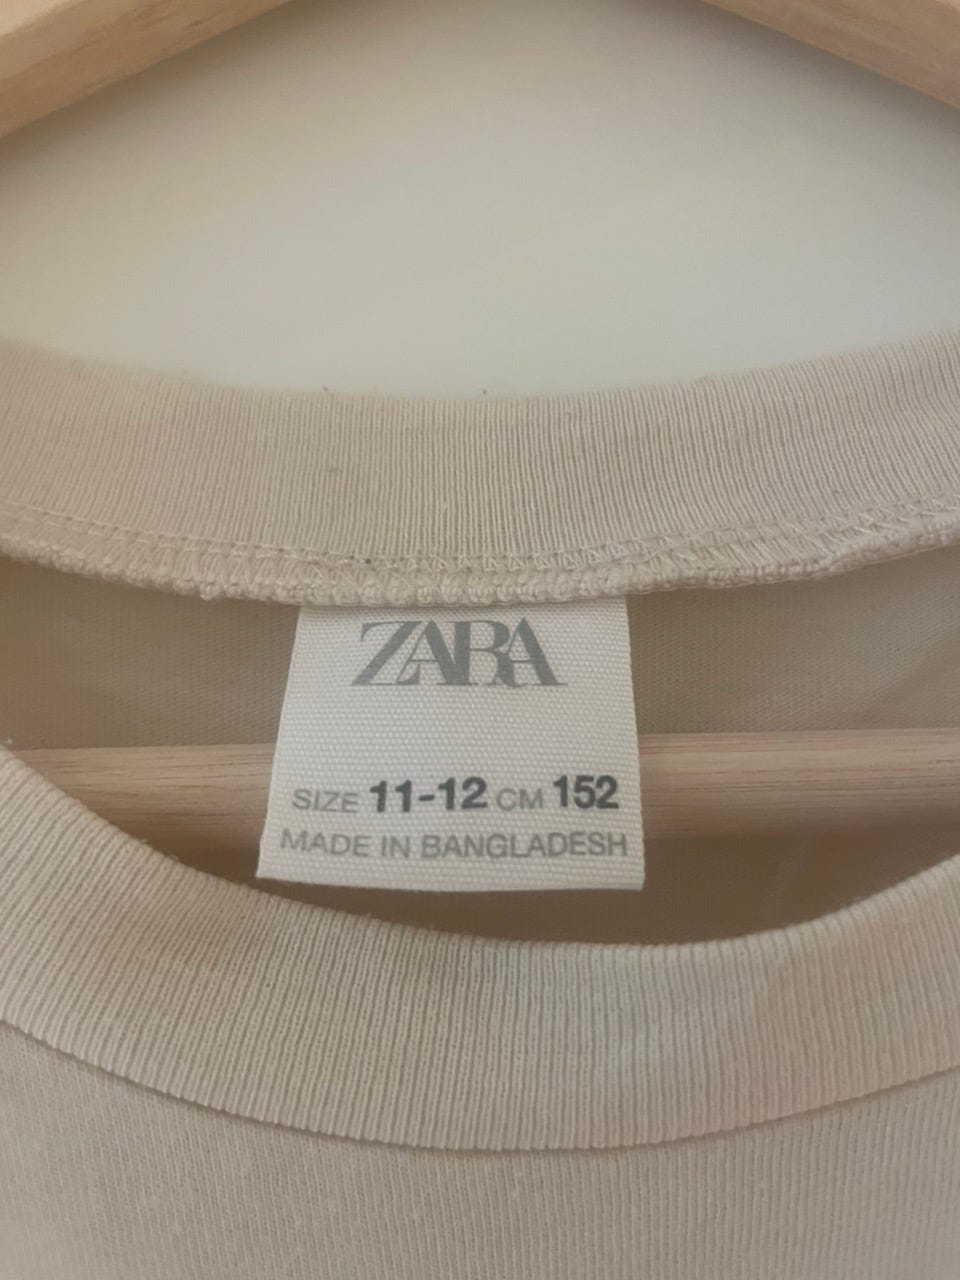 ZARA
SIZE 11-12 CM 152
MADE IN BANGLADESH